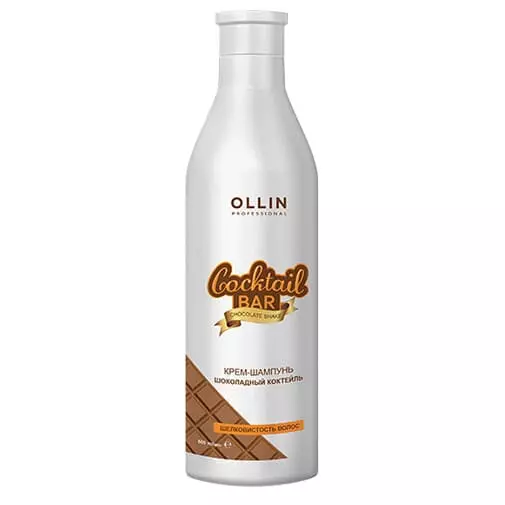 OLLIN
PROFESSIONAL
Cocktail
BAR
CHOCOLATE SHAKE
КРЕМ-ШАМПУНЬ
ШОКОЛАДНЫЙ КОКТЕЙЛЬ
ШЕЛКОВИСТОСТЬ ВОЛОС